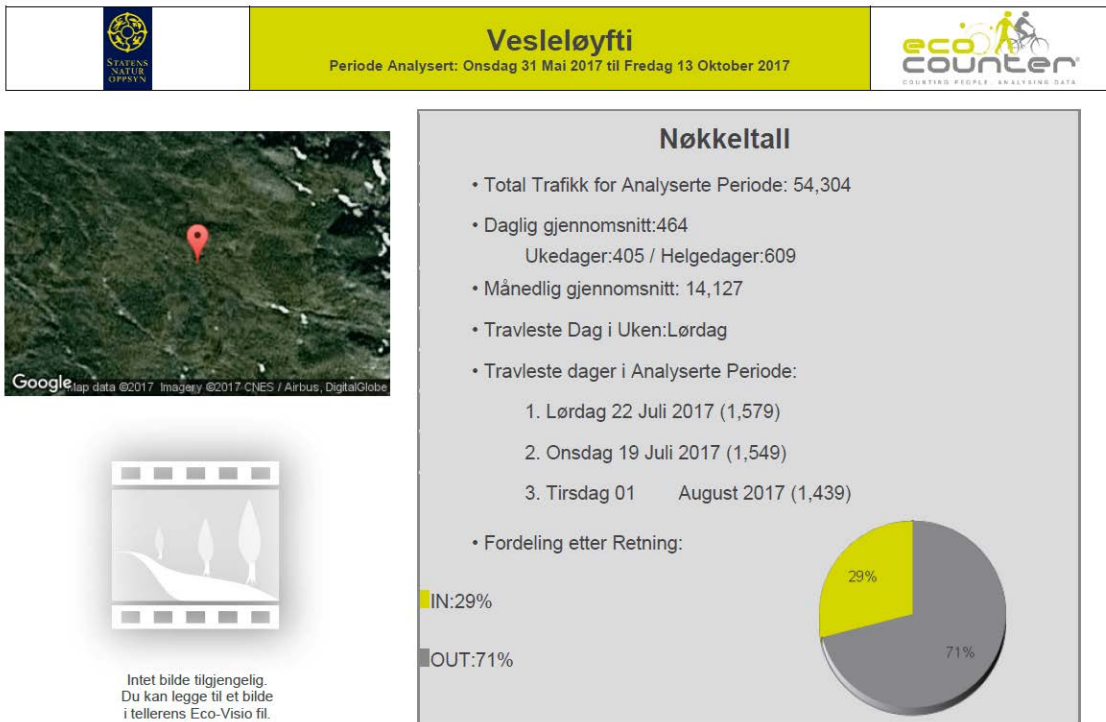 STATENS
NATUR
OPPSYN
Vesleløyfti
Periode Analysert: Onsdag 31 Mai 2017 til Fredag 13 Oktober 2017
eco
counter
COUNTING PEOPLE. ANALYSING DATA
Google
Map data ©2017 Imagery ©2017 CNES / Airbus, DigitalGlobe
Intet bilde tilgjengelig.
Du kan legge til et bilde
i tellerens Eco-Visio fil.
Nøkkeltall
• Total Trafikk for Analyserte Periode: 54,304
• Daglig gjennomsnitt:464
Ukedager:405 / Helgedager:609
• Månedlig gjennomsnitt: 14,127
• Travleste Dag i Uken:Lørdag
• Travleste dager i Analyserte Periode:
1. Lørdag 22 Juli 2017 (1,579)
2. Onsdag 19 Juli 2017 (1,549)
3. Tirsdag 01 August 2017 (1,439)
• Fordeling etter Retning:
IN:29%
OUT:71%
29%
71%